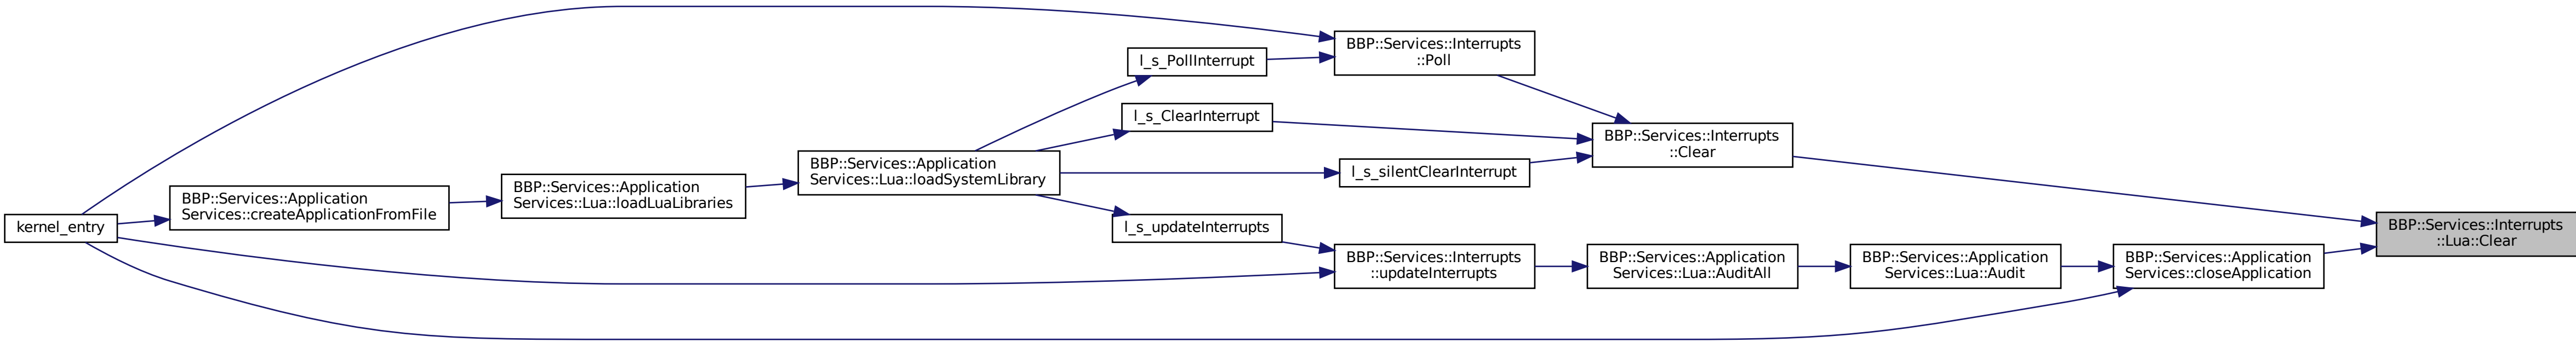 kernel_entry
BBP::Services::Application
Services::createApplicationFromFile
BBP::Services::Application
Services::Lua::loadLuaLibraries
BBP::Services::Application
Services::Lua::loadSystemLibrary
l_s_PollInterrupt
l_s_ClearInterrupt
l_s_silentClearInterrupt
l_s_updateInterrupts
BBP::Services::Interrupts
::Poll
BBP::Services::Interrupts
::updateInterrupts
BBP::Services::Interrupts
::Clear
BBP::Services::Application
Services::Lua::AuditAll
BBP::Services::Application
Services::Lua::Audit
BBP::Services::Application
Services::closeApplication
BBP::Services::Interrupts
::Lua::Clear